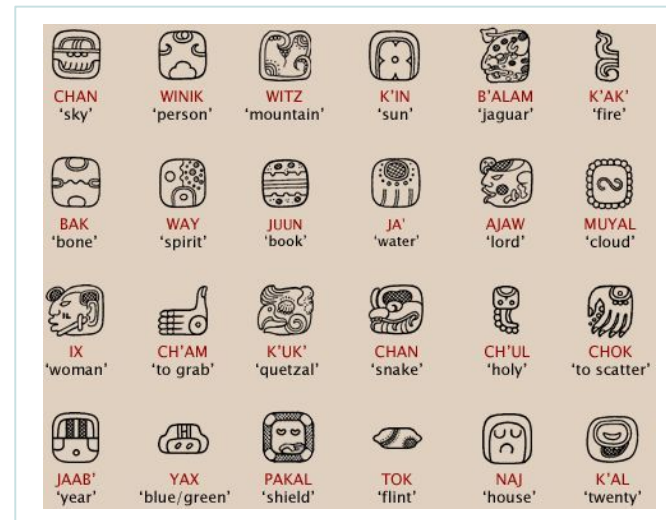 CHAN WINIK WITZ K'IN B'ALAM K'AK'
'sky' 'person' 'mountain' 'sun' 'jaguar' 'fire'
BAK WAY JUUN JA' AJAW MUYAL
'bone' 'spirit' 'book' 'water' 'lord' 'cloud'
IX CH'AM K'UK' CHAN CH'UL CHOK
'woman' 'to grab' 'quetzal' 'snake' 'holy' 'to scatter'
JAAB' YAX PAKAL TOK NAJ K'AL
'year' 'blue/green' 'shield' 'flint' 'house' 'twenty'